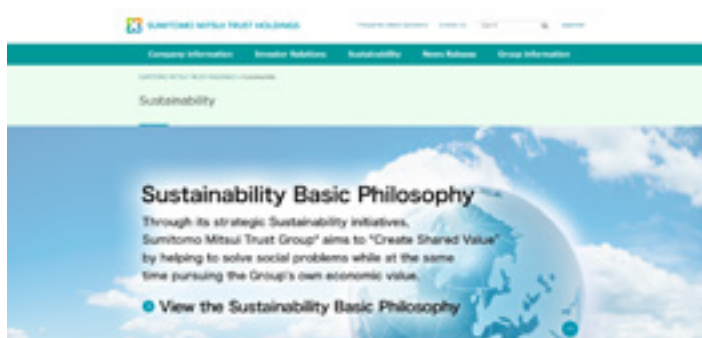 SUMITOMO MITSUI TRUST HOLDINGS
Company Information Investor Relations Sustainability News Release Group Information
Sustainability
Sustainability Basic Philosophy
Through its strategic Sustainability initiatives,
Sumitomo Mitsui Trust Group* aims to "Create Shared Value"
by helping to solve social problems while at the same
time pursuing the Group's own economic value.
View the Sustainability Basic Philosophy